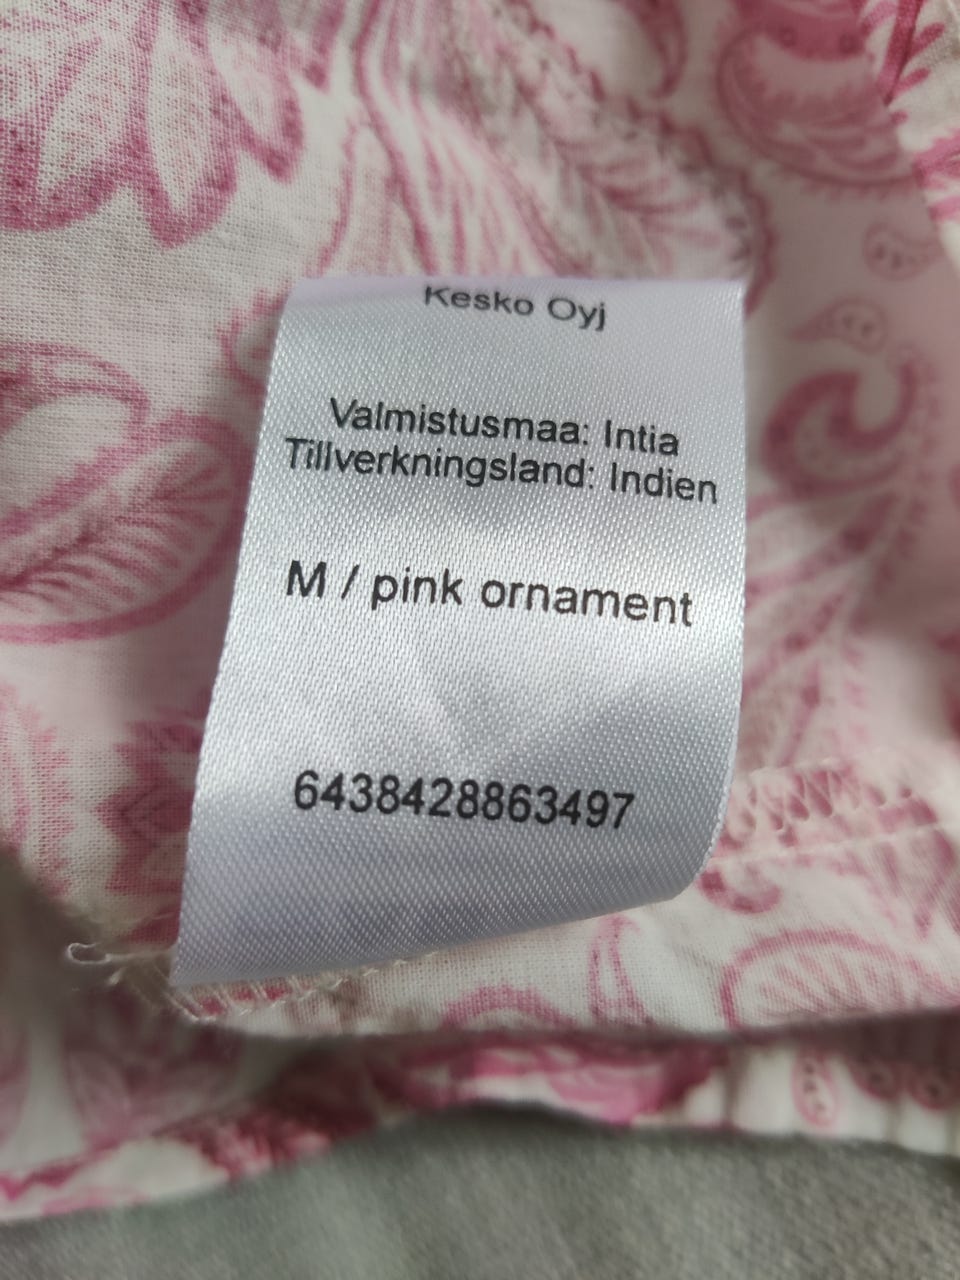 Kesko Oyj
Valmistusmaa: Intia
Tillverkningsland: Indien
M / pink ornament
6438428863497